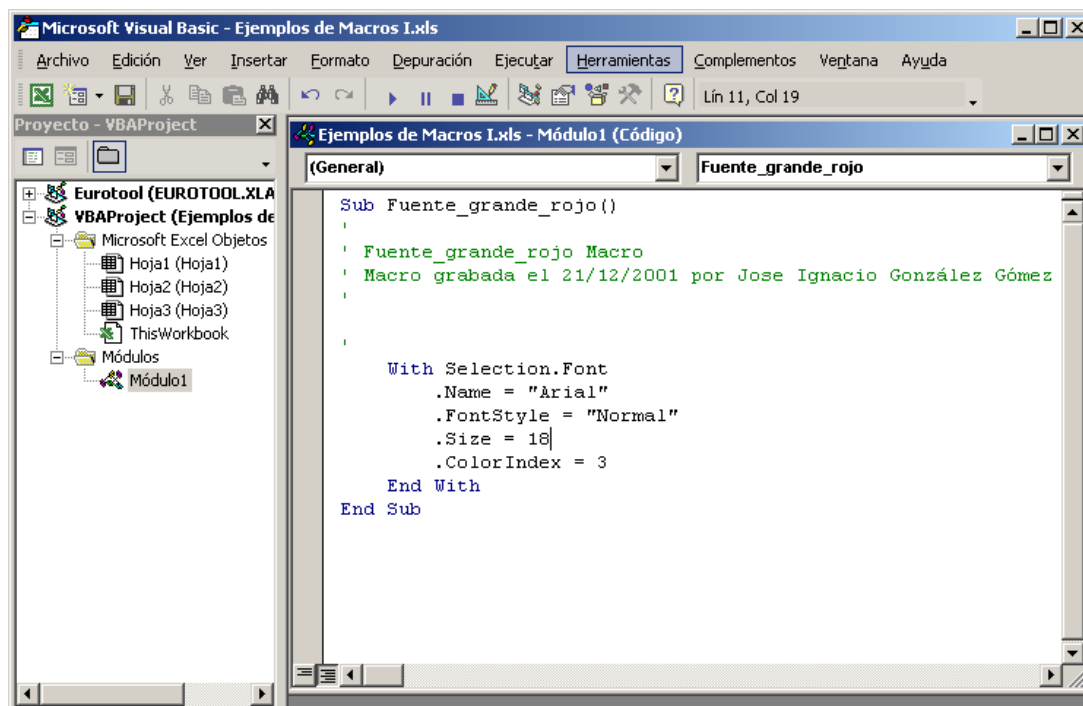 Microsoft Visual Basic - Ejemplos de Macros I.xls
Archivo Edición Ver Insertar Formato Depuración Ejecutar Herramientas Complementos Ventana Ayuda
Lín 11, Col 19
Proyecto - VBAProject
Eurotool (EUROTOOL.XLA
VBAProject (Ejemplos de
Microsoft Excel Objetos
Hoja1 (Hoja1)
Hoja2 (Hoja2)
Hoja3 (Hoja3)
ThisWorkbook
Módulos
Módulo1
Ejemplos de Macros I.xls - Módulo1 (Código)
(General) Fuente_grande_rojo
Sub Fuente_grande_rojo()
'
' Fuente_grande_rojo Macro
' Macro grabada el 21/12/2001 por Jose Ignacio González Gómez
'
'
With Selection.Font
.Name = "Arial"
.FontStyle = "Normal"
.Size = 18
.ColorIndex = 3
End With
End Sub